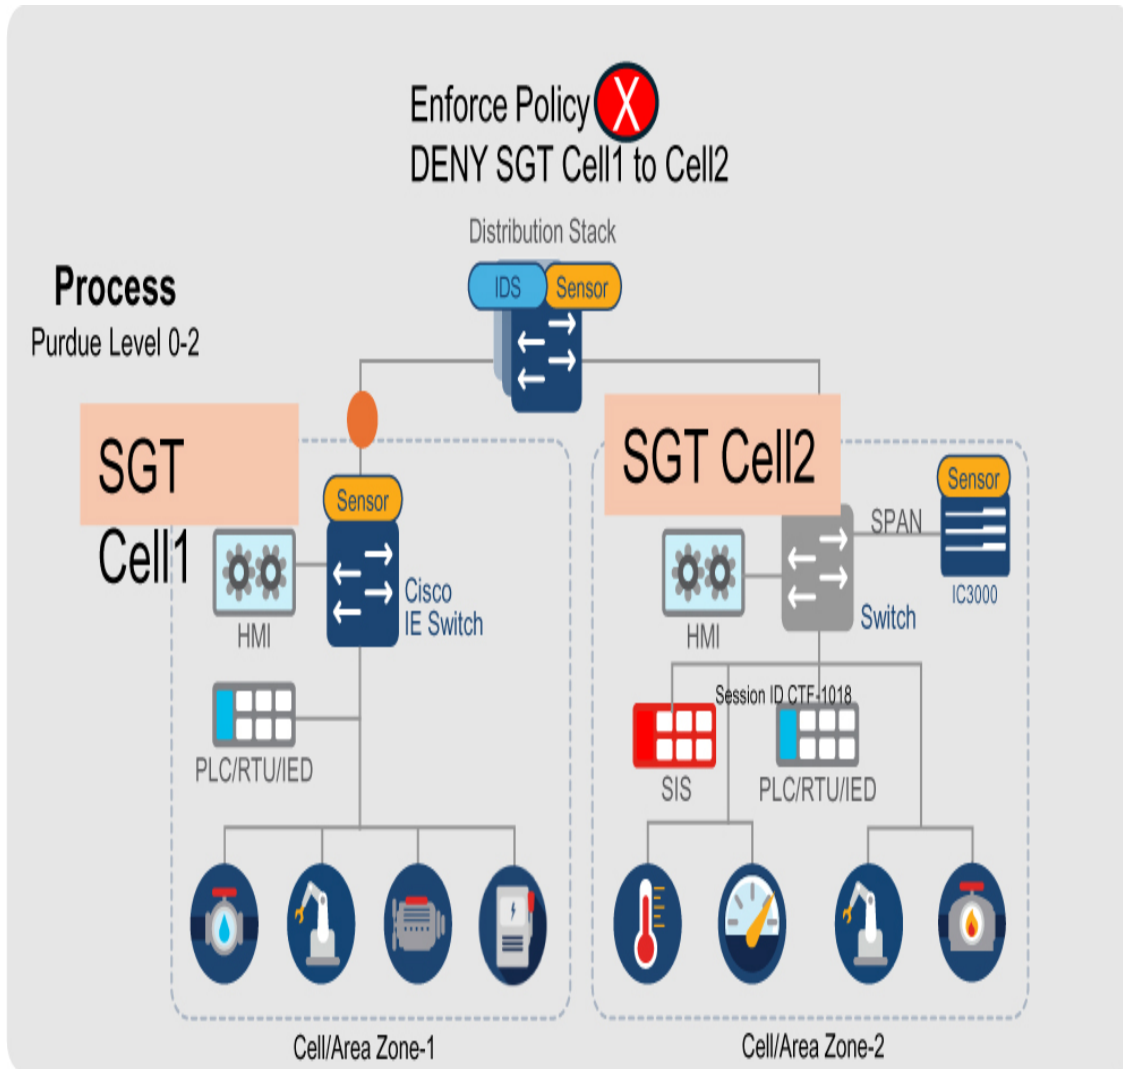 Enforce Policy X
DENY SGT Cell1 to Cell2
Distribution Stack
IDS
Sensor
Process
Purdue Level 0-2
SGT
Cell1
Sensor
HMI
Cisco
IE Switch
PLC/RTU/IED
Cell/Area Zone-1
SGT Cell2
SPAN
Sensor
IC3000
HMI
Switch
Session ID CTF-1018
SIS
PLC/RTU/IED
Cell/Area Zone-2